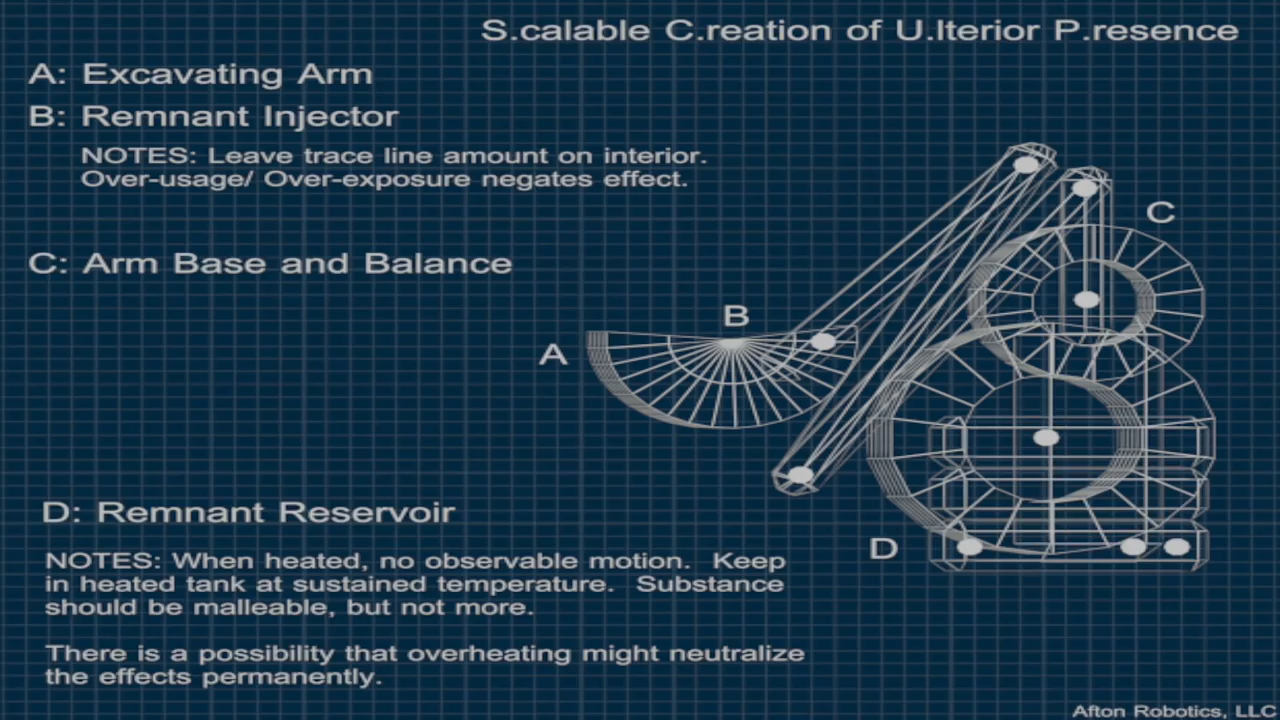 S.calable C.reation of U.lterior P.resence
A: Excavating Arm
B: Remnant Injector
NOTES: Leave trace line amount on interior.
Over-usage/ Over-exposure negates effect.
C
C: Arm Base and Balance
B
A
D: Remnant Reservoir
D
NOTES: When heated, no observable motion.  Keep
in heated tank at sustained temperature.  Substance
should be malleable, but not more.
There is a possibility that overheating might neutralize
the effects permanently.
Afton Robotics, LLC